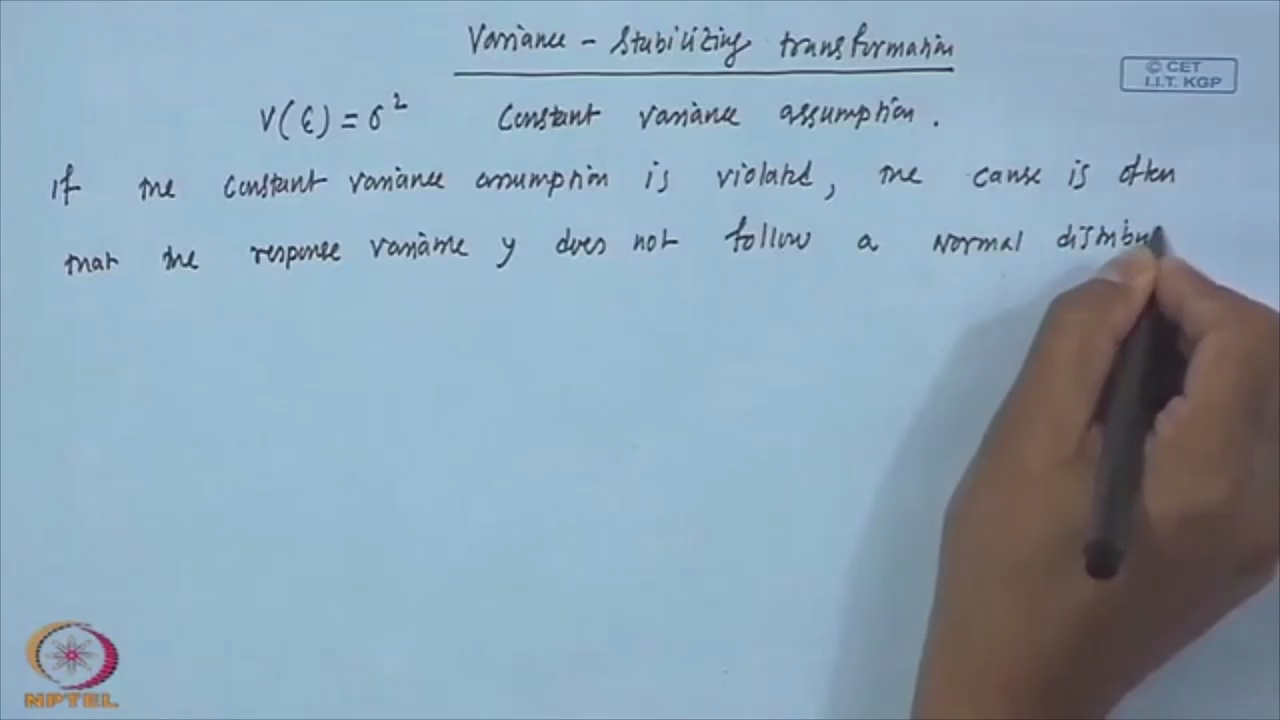 Variance - Stabilizing transformation
© CET
I.I.T. KGP
V(ε) = σ² Constant variance assumption.
If the constant variance assumption is violated, the cause is often
that the response variable y does not follow a normal distribu
NPTEL